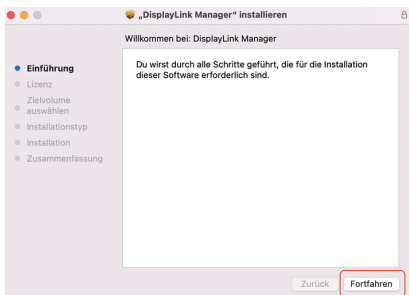 „DisplayLink Manager“ installieren
Willkommen bei: DisplayLink Manager
Einführung
Lizenz
Zielvolume
auswählen
Installationstyp
Installation
Zusammenfassung
Du wirst durch alle Schritte geführt, die für die Installation
dieser Software erforderlich sind.
Zurück
Fortfahren